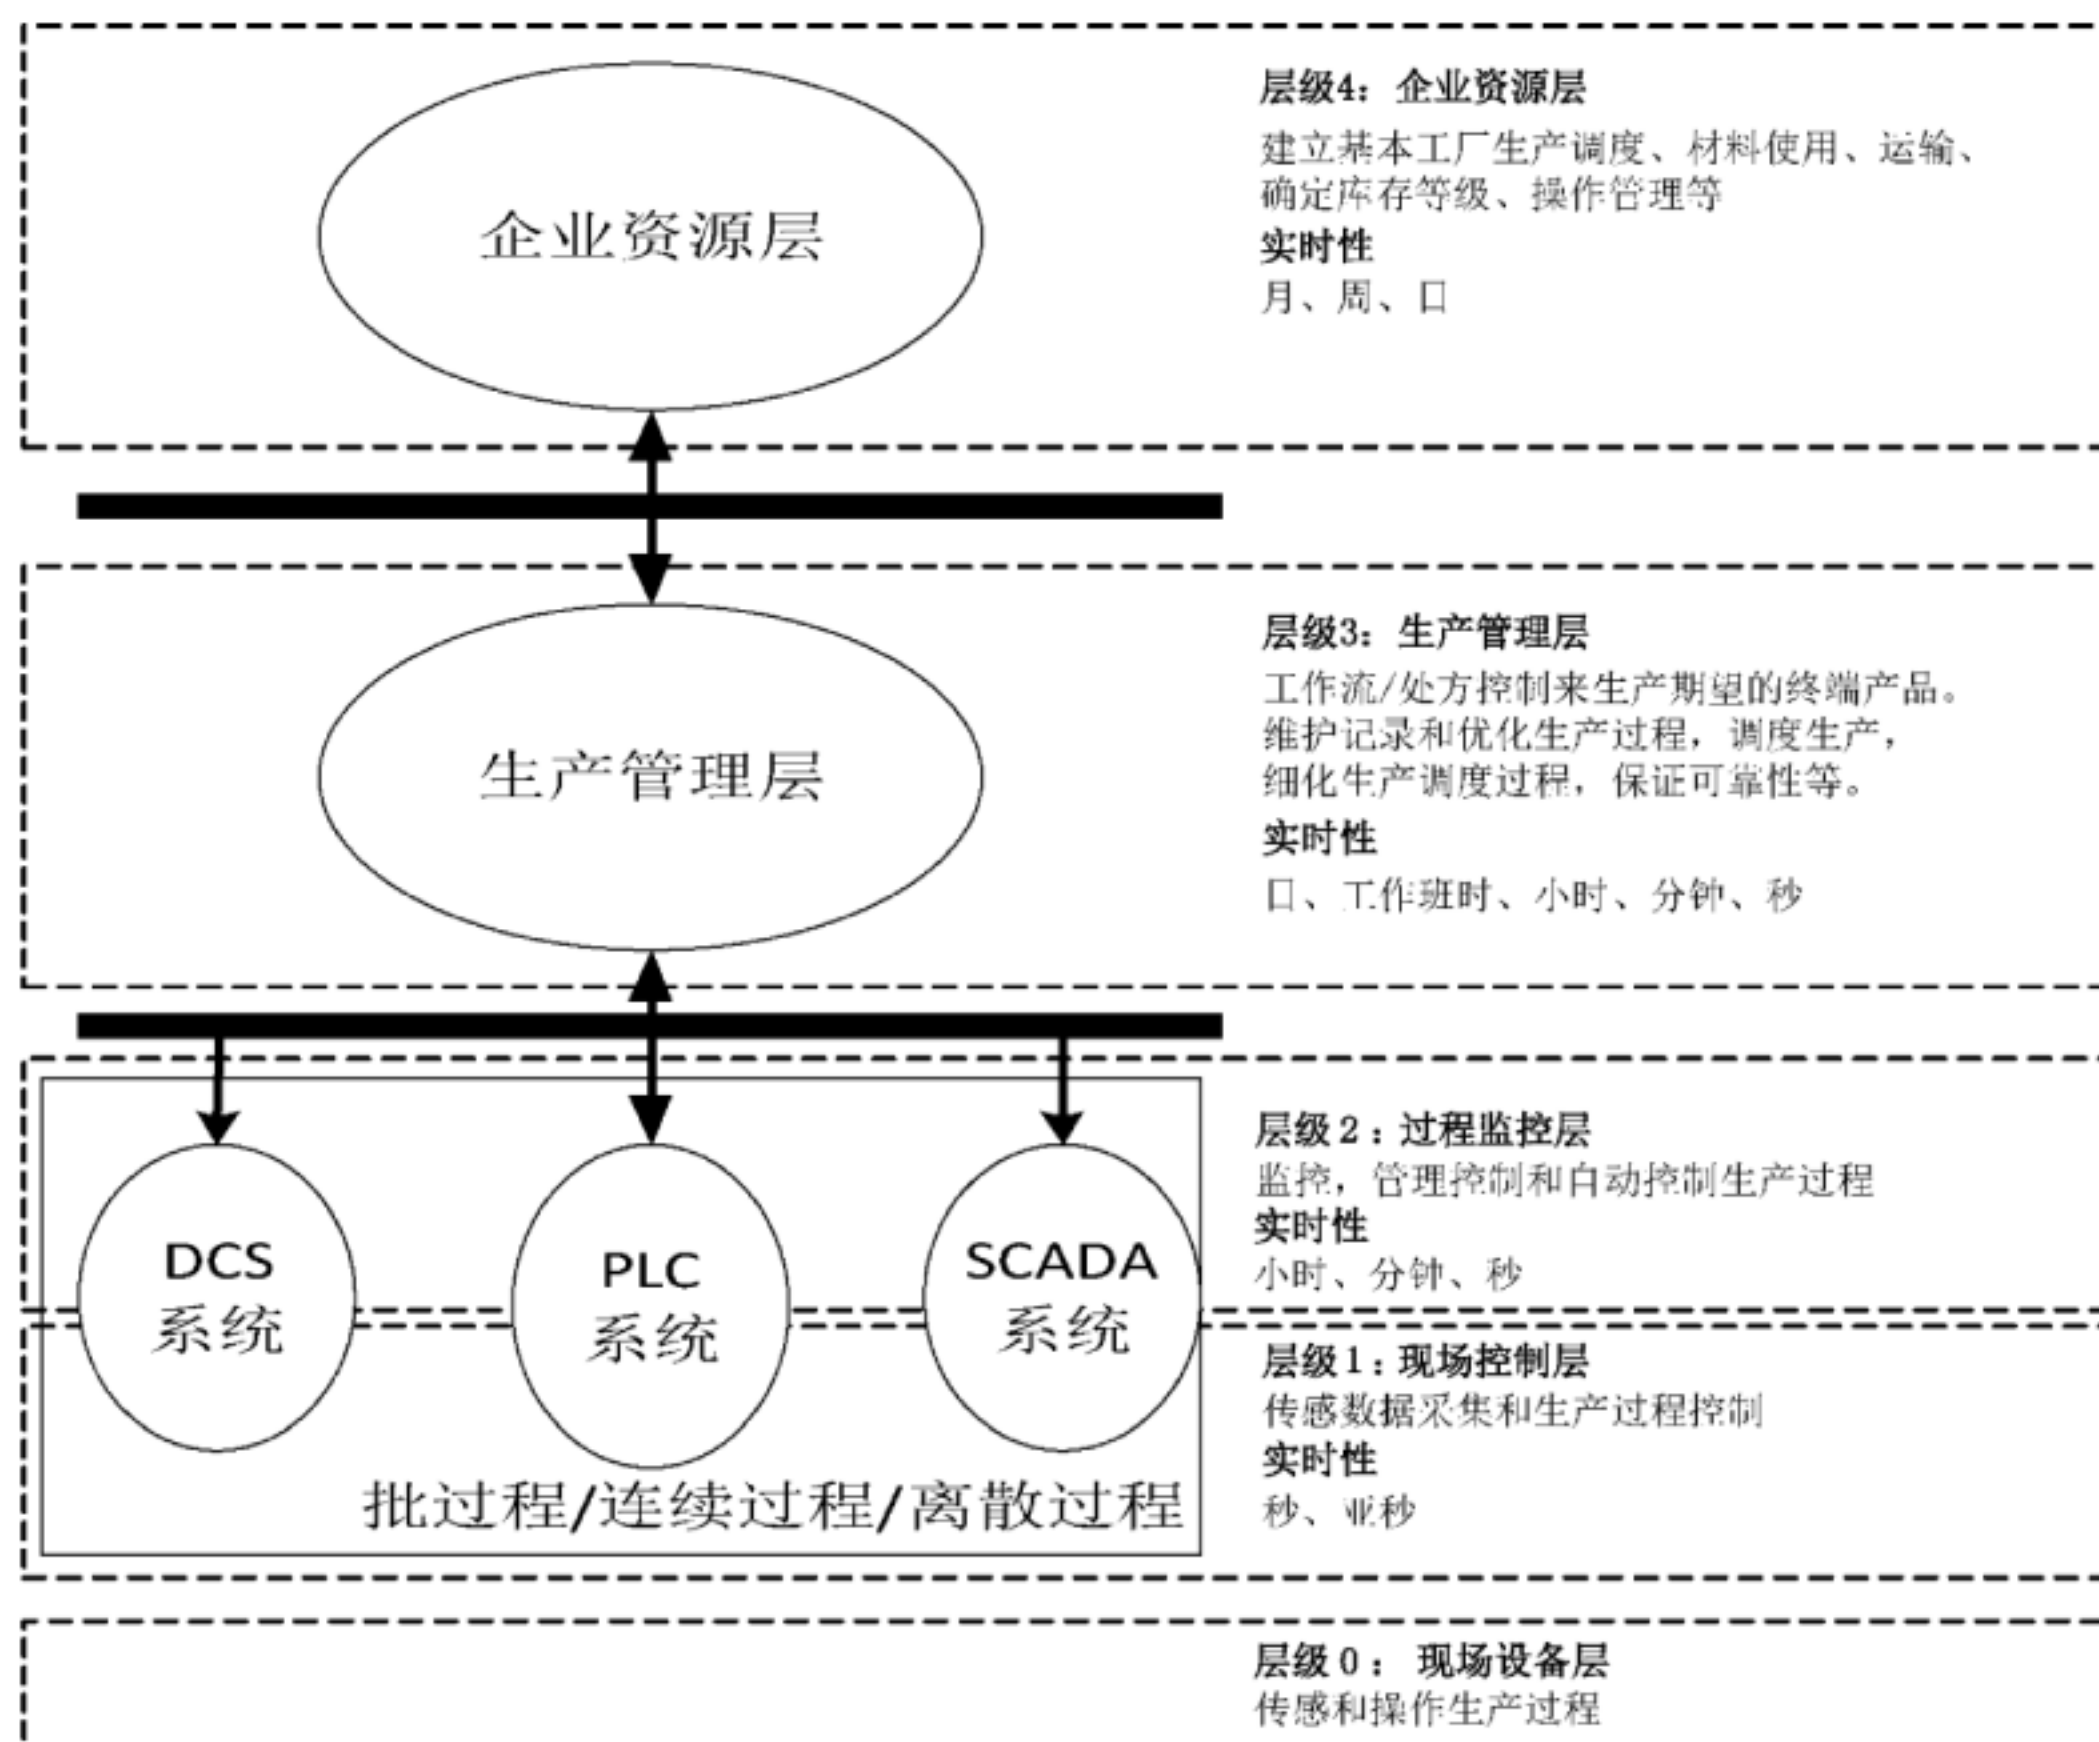 层级4：企业资源层
建立基本工厂生产调度、材料使用、运输、
确定库存等级、操作管理等
实时性
月、周、日
企业资源层
层级3：生产管理层
工作流/处方控制来生产期望的终端产品。
维护记录和优化生产过程，调度生产，
细化生产调度过程，保证可靠性等。
实时性
日、工作班时、小时、分钟、秒
生产管理层
层级2：过程监控层
监控，管理控制和自动控制生产过程
实时性
小时、分钟、秒
DCS
系统
PLC
系统
SCADA
系统
层级1：现场控制层
传感数据采集和生产过程控制
实时性
秒、亚秒
批过程/连续过程/离散过程
层级0： 现场设备层
传感和操作生产过程